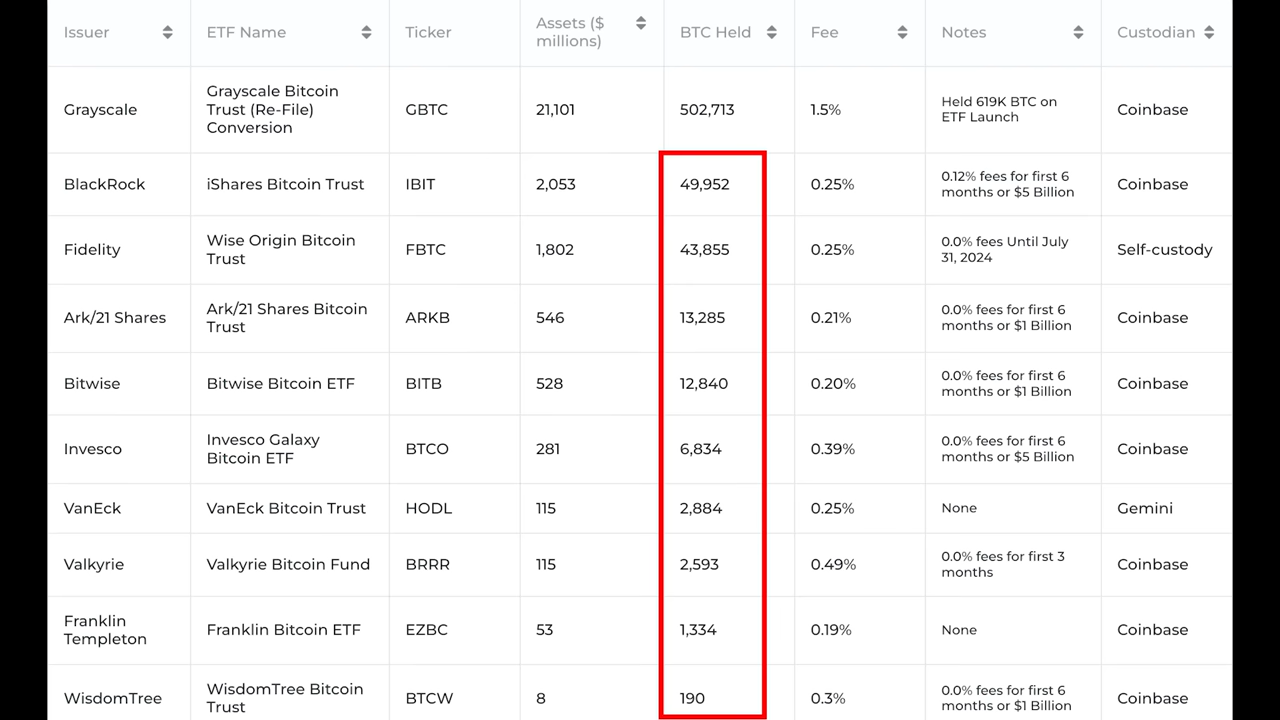 Issuer ETF Name Ticker Assets ($ millions) BTC Held Fee Notes Custodian
Grayscale Grayscale Bitcoin Trust (Re-File) Conversion GBTC 21,101 502,713 1.5% Held 619K BTC on ETF Launch Coinbase
BlackRock iShares Bitcoin Trust IBIT 2,053 49,952 0.25% 0.12% fees for first 6 months or $5 Billion Coinbase
Fidelity Wise Origin Bitcoin Trust FBTC 1,802 43,855 0.25% 0.0% fees Until July 31, 2024 Self-custody
Ark/21 Shares Ark/21 Shares Bitcoin Trust ARKB 546 13,285 0.21% 0.0% fees for first 6 months or $1 Billion Coinbase
Bitwise Bitwise Bitcoin ETF BITB 528 12,840 0.20% 0.0% fees for first 6 months or $1 Billion Coinbase
Invesco Invesco Galaxy Bitcoin ETF BTCO 281 6,834 0.39% 0.0% fees for first 6 months or $5 Billion Coinbase
VanEck VanEck Bitcoin Trust HODL 115 2,884 0.25% None Gemini
Valkyrie Valkyrie Bitcoin Fund BRRR 115 2,593 0.49% 0.0% fees for first 3 months Coinbase
Franklin Templeton Franklin Bitcoin ETF EZBC 53 1,334 0.19% None Coinbase
WisdomTree WisdomTree Bitcoin Trust BTCW 8 190 0.3% 0.0% fees for first 6 months or $1 Billion Coinbase